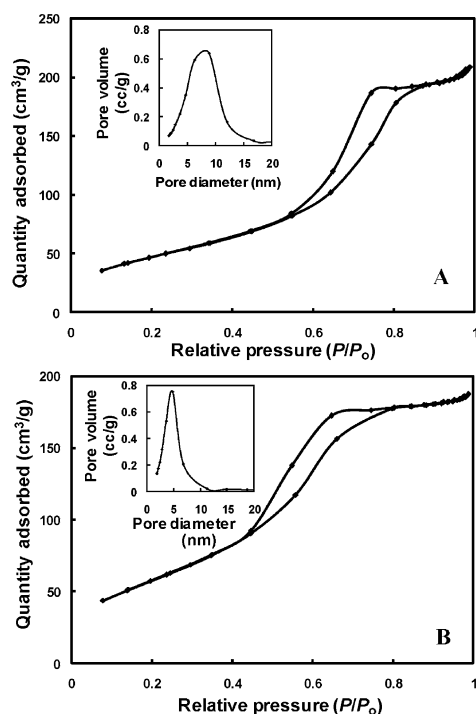 250
200
150
100
50
0
Quantity adsorbed (cm³/g)
0.8
0.6
0.4
0.2
0
Pore volume
(cc/g)
0 5 10 15 20
Pore diameter (nm)
A
0 0.2 0.4 0.6 0.8 1
Relative pressure (P/Po)
200
150
100
50
0
Quantity adsorbed (cm³/g)
0.8
0.6
0.4
0.2
0
Pore volume
(cc/g)
0 5 10 15 20
Pore diameter
(nm)
B
0 0.2 0.4 0.6 0.8 1
Relative pressure (P/Po)